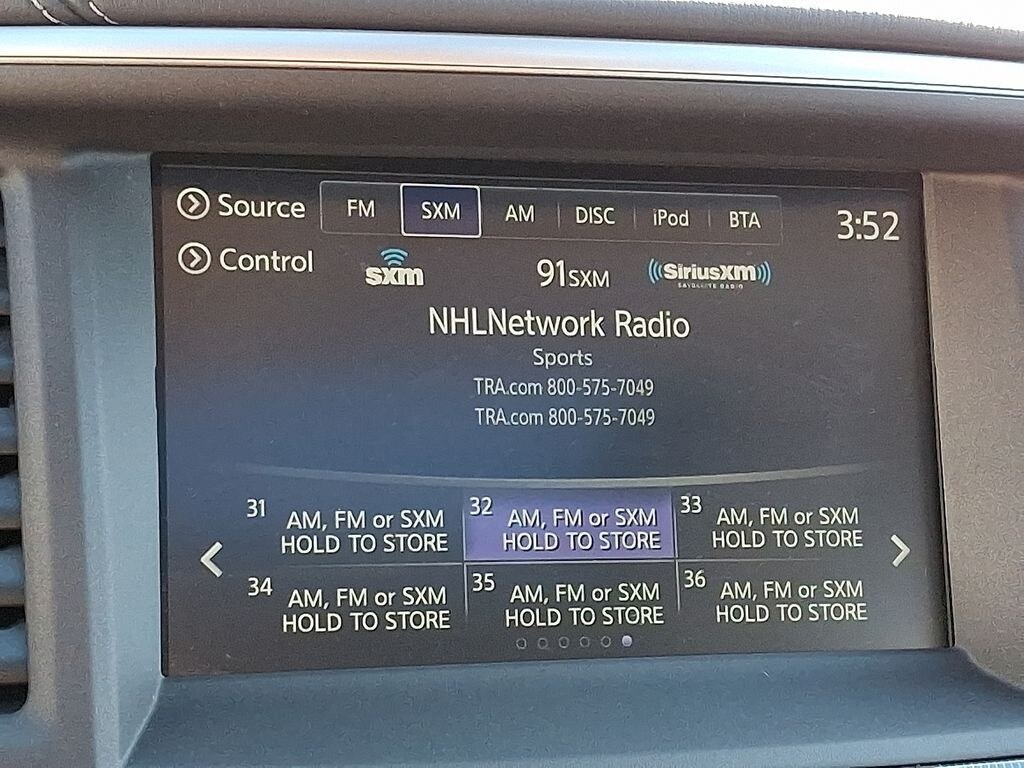 Source FM SXM AM DISC iPod BTA 3:52
Control sxm 91SXM SiriusXM
SATELLITE RADIO
NHLNetwork Radio
Sports
TRA.com 800-575-7049
TRA.com 800-575-7049
31 AM, FM or SXM
HOLD TO STORE
32 AM, FM or SXM
HOLD TO STORE
33 AM, FM or SXM
HOLD TO STORE
34 AM, FM or SXM
HOLD TO STORE
35 AM, FM or SXM
HOLD TO STORE
36 AM, FM or SXM
HOLD TO STORE